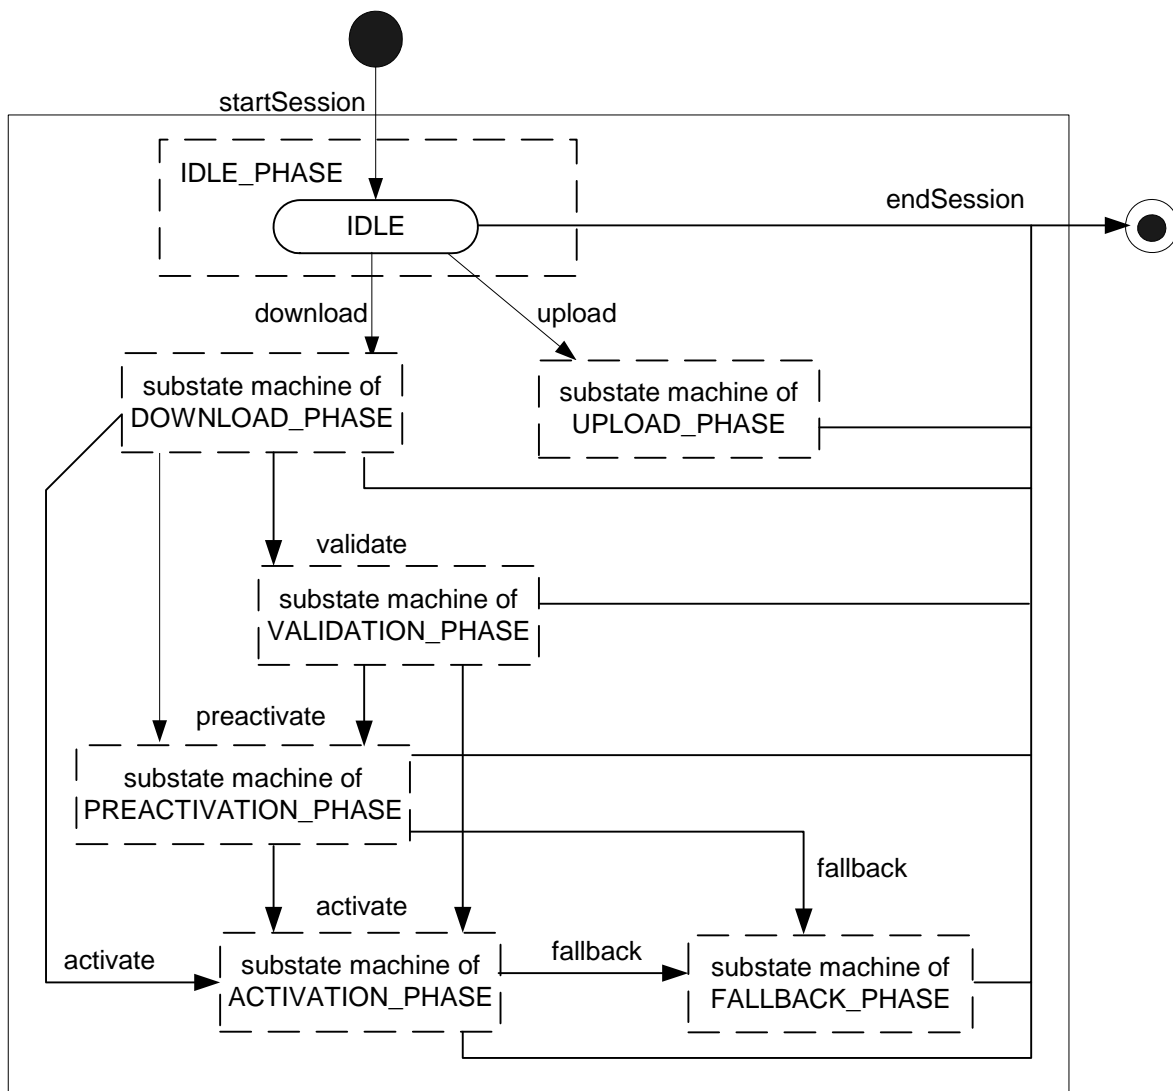 startSession
IDLE_PHASE
endSession
IDLE
download
upload
substate machine of
DOWNLOAD_PHASE
substate machine of
UPLOAD_PHASE
validate
substate machine of
VALIDATION_PHASE
preactivate
substate machine of
PREACTIVATION_PHASE
fallback
activate
activate
fallback
substate machine of
ACTIVATION_PHASE
substate machine of
FALLBACK_PHASE